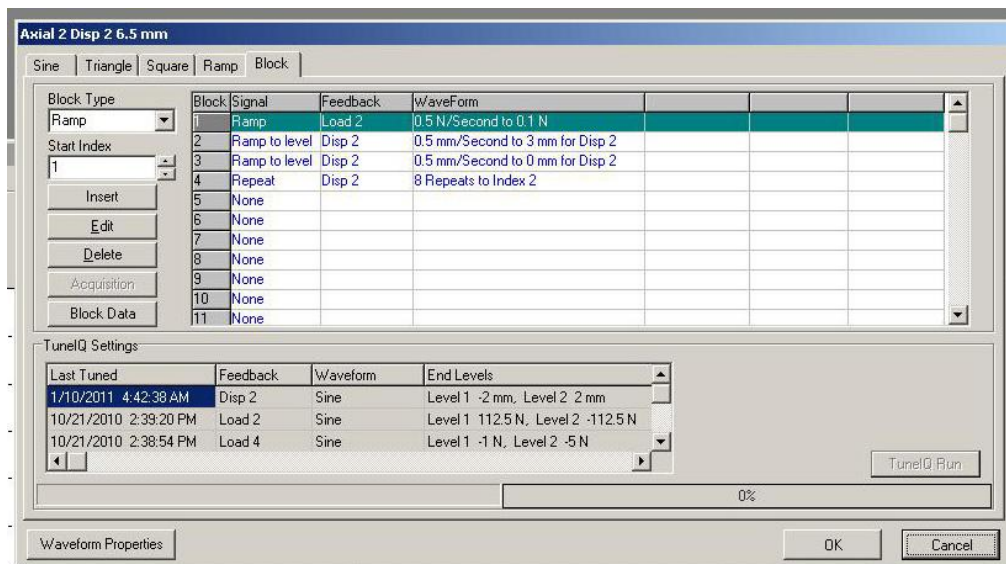 Axial 2 Disp 2 6.5 mm
Sine Triangle Square Ramp Block
Block Type
Ramp
Start Index
1
Insert
Edit
Delete
Acquisition
Block Data
Block Signal Feedback WaveForm
1 Ramp Load 2 0.5 N/Second to 0.1 N
2 Ramp to level Disp 2 0.5 mm/Second to 3 mm for Disp 2
3 Ramp to level Disp 2 0.5 mm/Second to 0 mm for Disp 2
4 Repeat Disp 2 8 Repeats to Index 2
5 None
6 None
7 None
8 None
9 None
10 None
11 None
TuneIQ Settings
Last Tuned Feedback Waveform End Levels
1/10/2011 4:42:38 AM Disp 2 Sine Level 1 -2 mm, Level 2 2 mm
10/21/2010 2:39:20 PM Load 2 Sine Level 1 112.5 N, Level 2 -112.5 N
10/21/2010 2:38:54 PM Load 4 Sine Level 1 -1 N, Level 2 -5 N
TuneIQ Run
0%
Waveform Properties OK Cancel